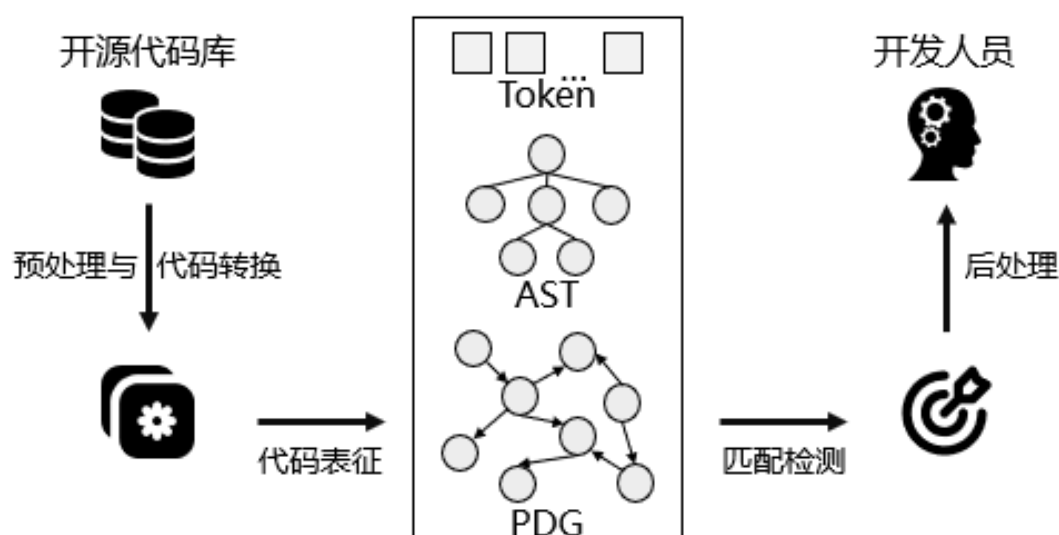 开源代码库
预处理与 代码转换
代码表征
...
Token
AST
PDG
匹配检测
后处理
开发人员